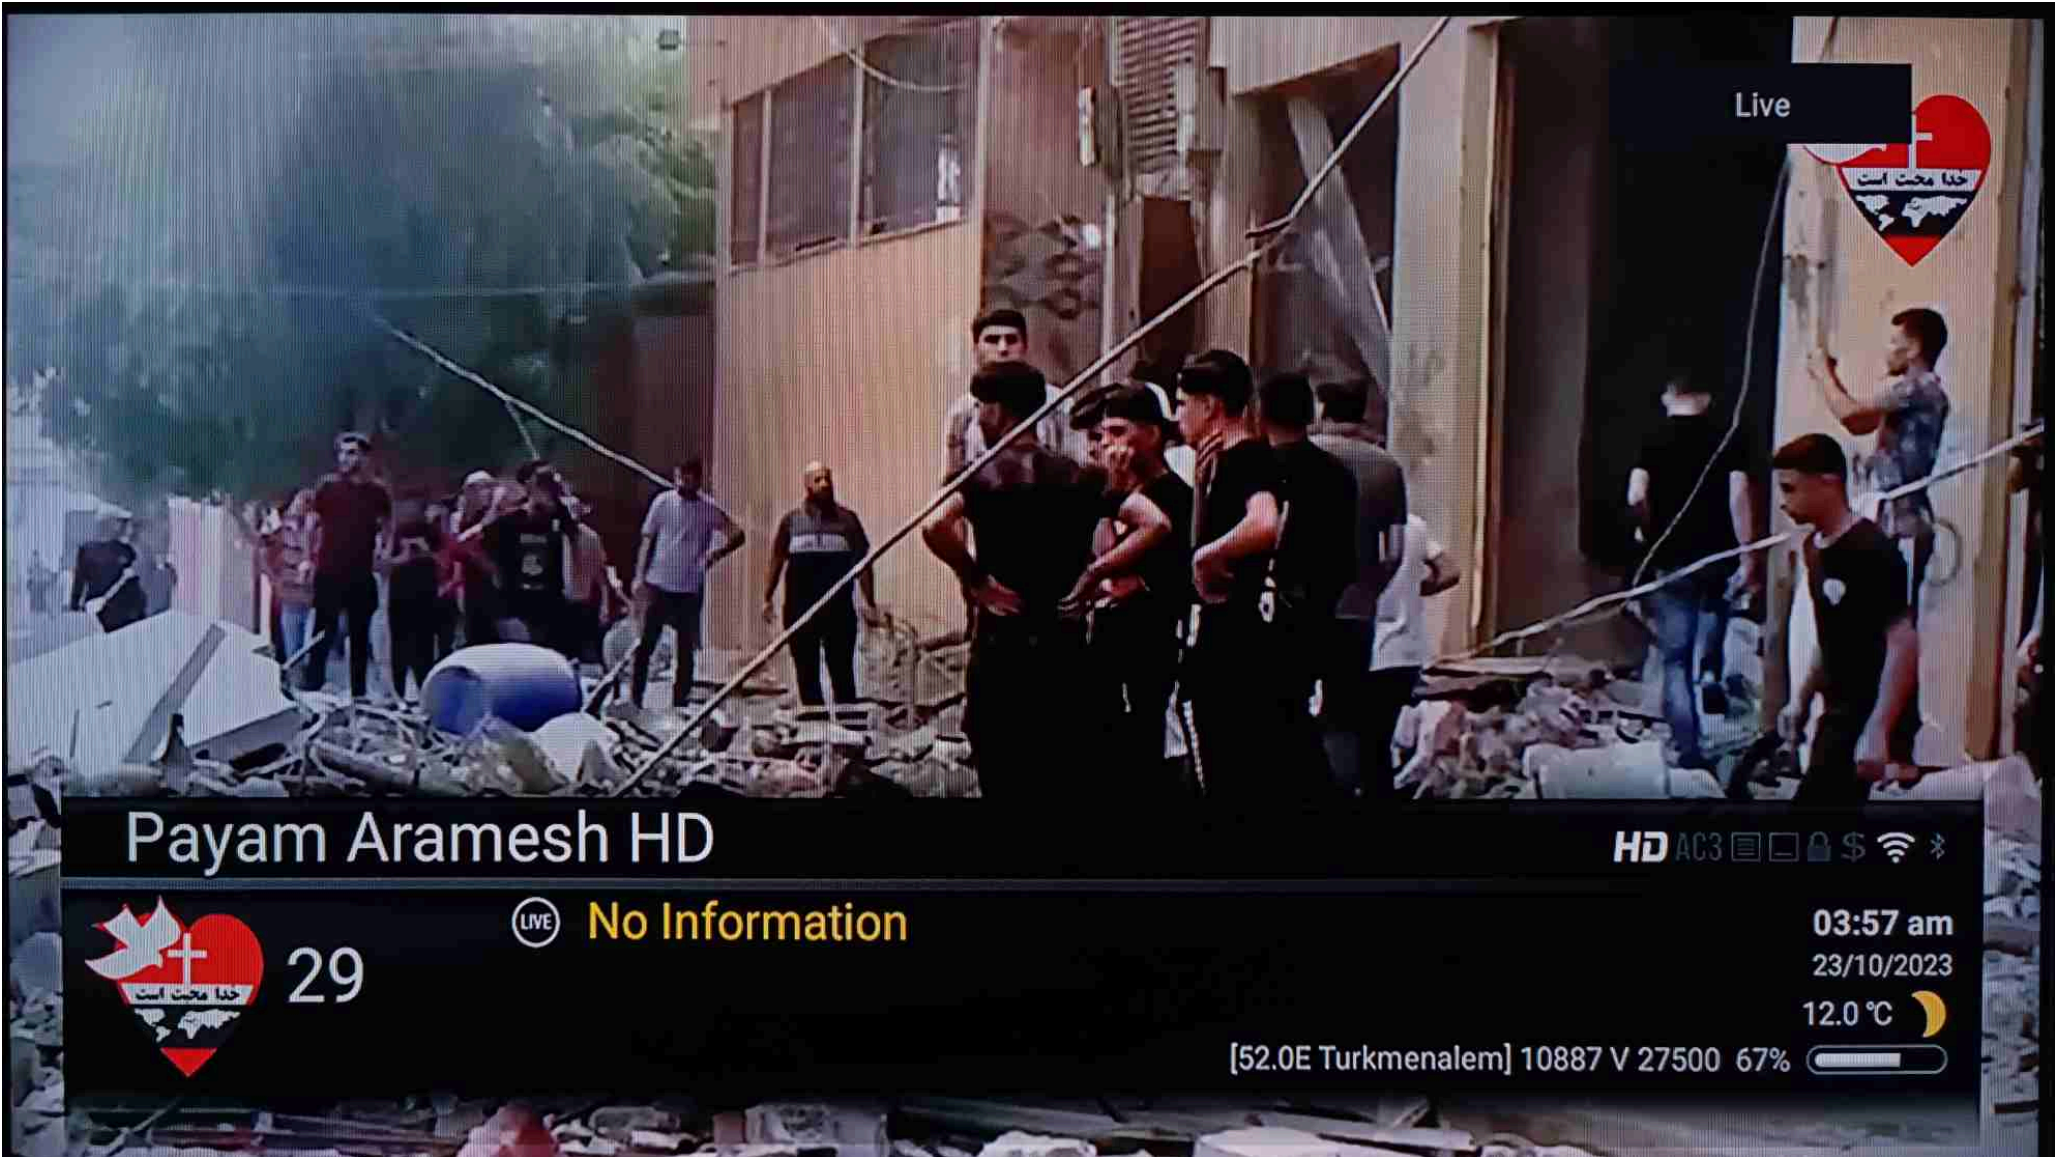 Live
خدا محبت است
Payam Aramesh HD
HD AC3 $
LIVE No Information
29
خدا محبت است
03:57 am
23/10/2023
12.0 °C
[52.0E Turkmenalem] 10887 V 27500 67%